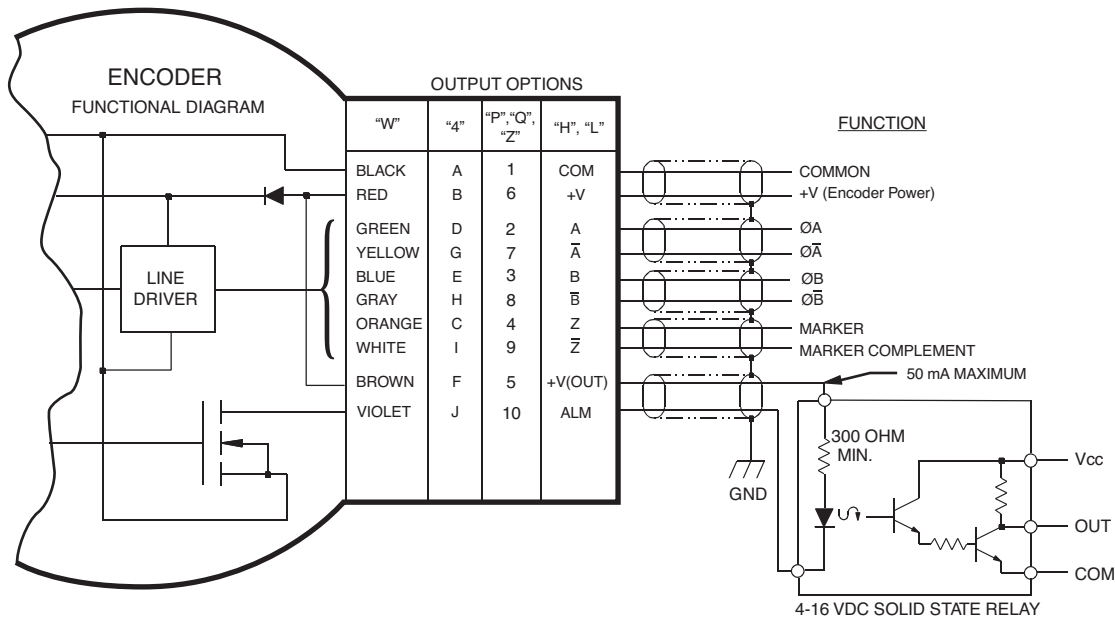 ENCODER
FUNCTIONAL DIAGRAM
LINE
DRIVER
OUTPUT OPTIONS
“W” “4” “P”,“Q”, “H”, “L”
“Z”
BLACK A 1 COM
RED B 6 +V
GREEN D 2 A
YELLOW G 7 A̅
BLUE E 3 B
GRAY H 8 B̅
ORANGE C 4 Z
WHITE I 9 Z̅
BROWN F 5 +V(OUT)
VIOLET J 10 ALM
FUNCTION
COMMON
+V (Encoder Power)
ØA
ØA̅
ØB
ØB̅
MARKER
MARKER COMPLEMENT
50 mA MAXIMUM
300 OHM
MIN.
GND
Vcc
OUT
COM
4-16 VDC SOLID STATE RELAY